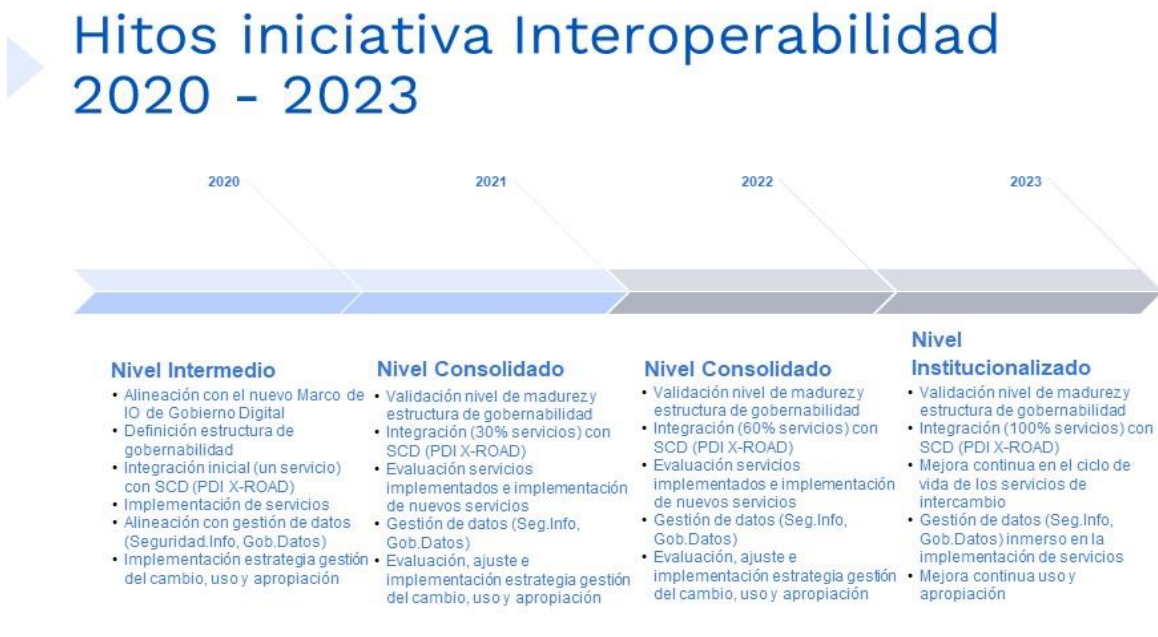 Hitos iniciativa Interoperabilidad
2020 - 2023
2020
2021
2022
2023
Nivel Intermedio
• Alineación con el nuevo Marco de
IO de Gobierno Digital
• Definición estructura de
gobernabilidad
• Integración inicial (un servicio)
con SCD (PDI X-ROAD)
• Implementación de servicios
• Alineación con gestión de datos
(Seguridad.Info, Gob.Datos)
• Implementación estrategia gestión
del cambio, uso y apropiación
Nivel Consolidado
• Validación nivel de madurez y
estructura de gobernabilidad
• Integración (30% servicios) con
SCD (PDI X-ROAD)
• Evaluación servicios
implementados e implementación
de nuevos servicios
• Gestión de datos (Seg.Info,
Gob.Datos)
• Evaluación, ajuste e
implementación estrategia gestión
del cambio, uso y apropiación
Nivel Consolidado
• Validación nivel de madurez y
estructura de gobernabilidad
• Integración (60% servicios) con
SCD (PDI X-ROAD)
• Evaluación servicios
implementados e implementación
de nuevos servicios
• Gestión de datos (Seg.Info,
Gob.Datos)
• Evaluación, ajuste e
implementación estrategia gestión
del cambio, uso y apropiación
Nivel
Institucionalizado
• Validación nivel de madurez y
estructura de gobernabilidad
• Integración (100% servicios) con
SCD (PDI X-ROAD)
• Mejora continua en el ciclo de
vida de los servicios de
intercambio
• Gestión de datos (Seg.Info,
Gob.Datos) inmerso en la
implementación de servicios
• Mejora continua uso y
apropiación